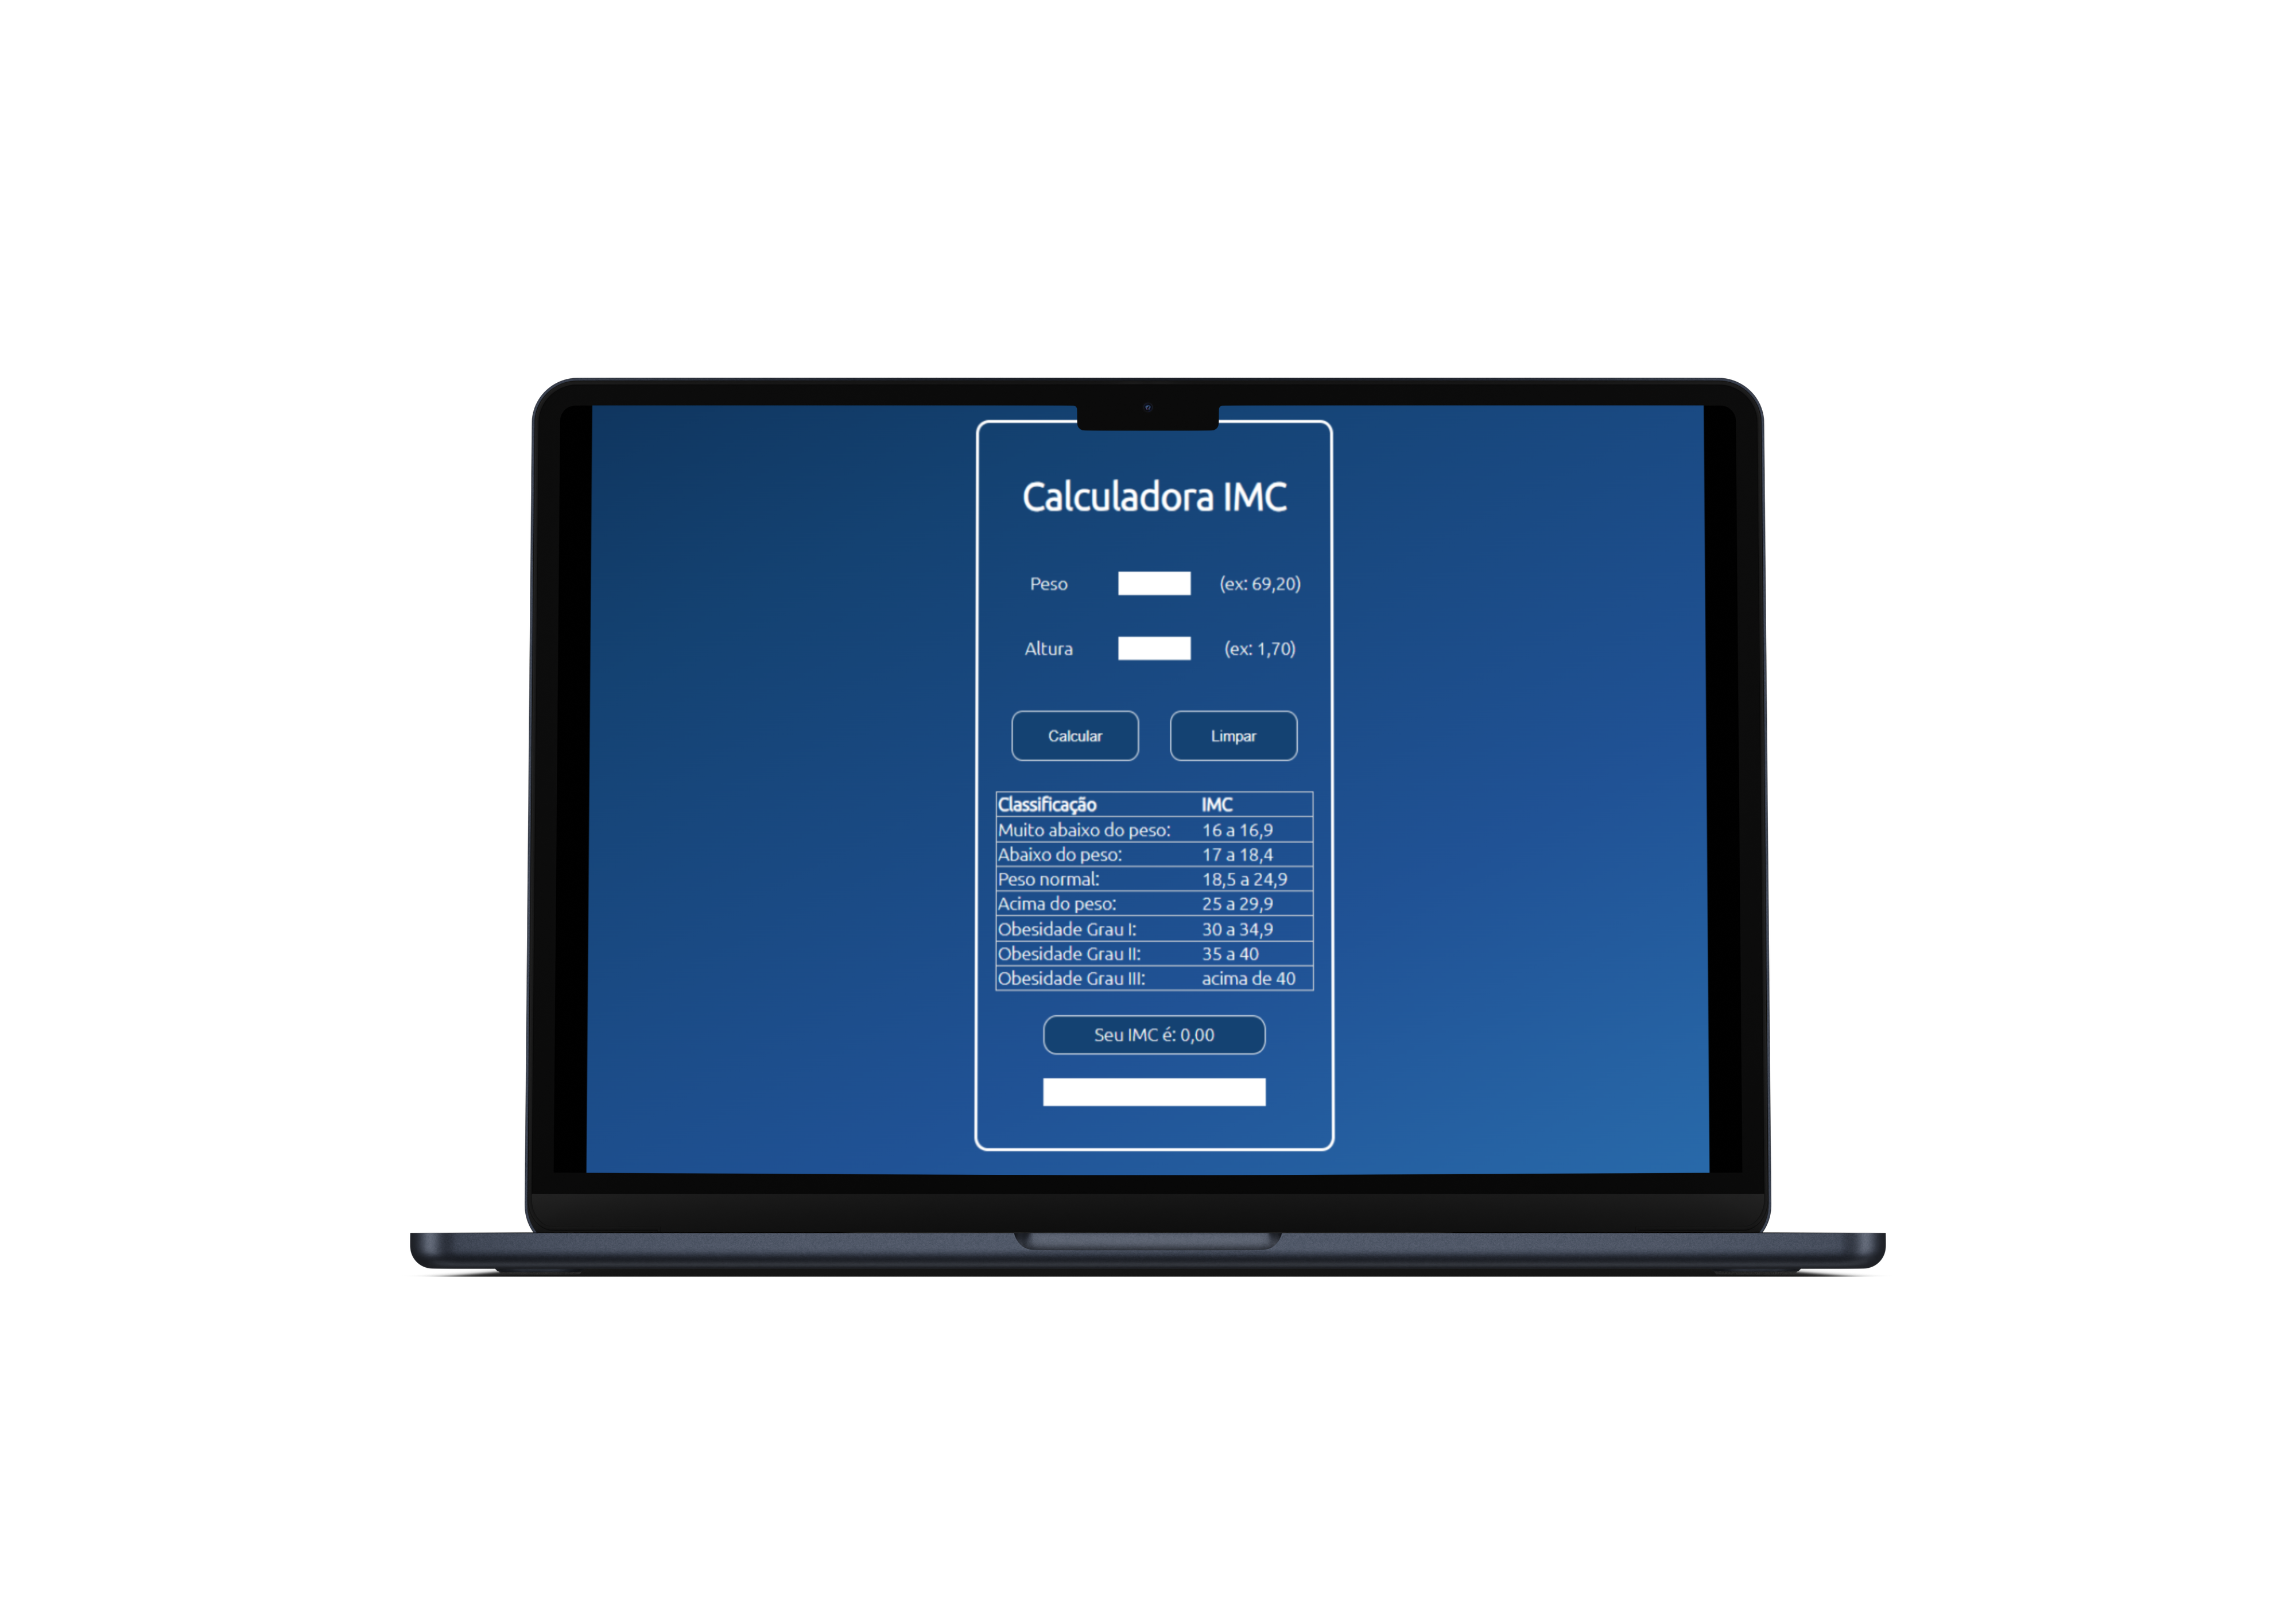 Calculadora IMC
Peso (ex: 69,20)
Altura (ex: 1,70)
Calcular Limpar
Classificação IMC
Muito abaixo do peso: 16 a 16,9
Abaixo do peso: 17 a 18,4
Peso normal: 18,5 a 24,9
Acima do peso: 25 a 29,9
Obesidade Grau I: 30 a 34,9
Obesidade Grau II: 35 a 40
Obesidade Grau III: acima de 40
Seu IMC é: 0,00